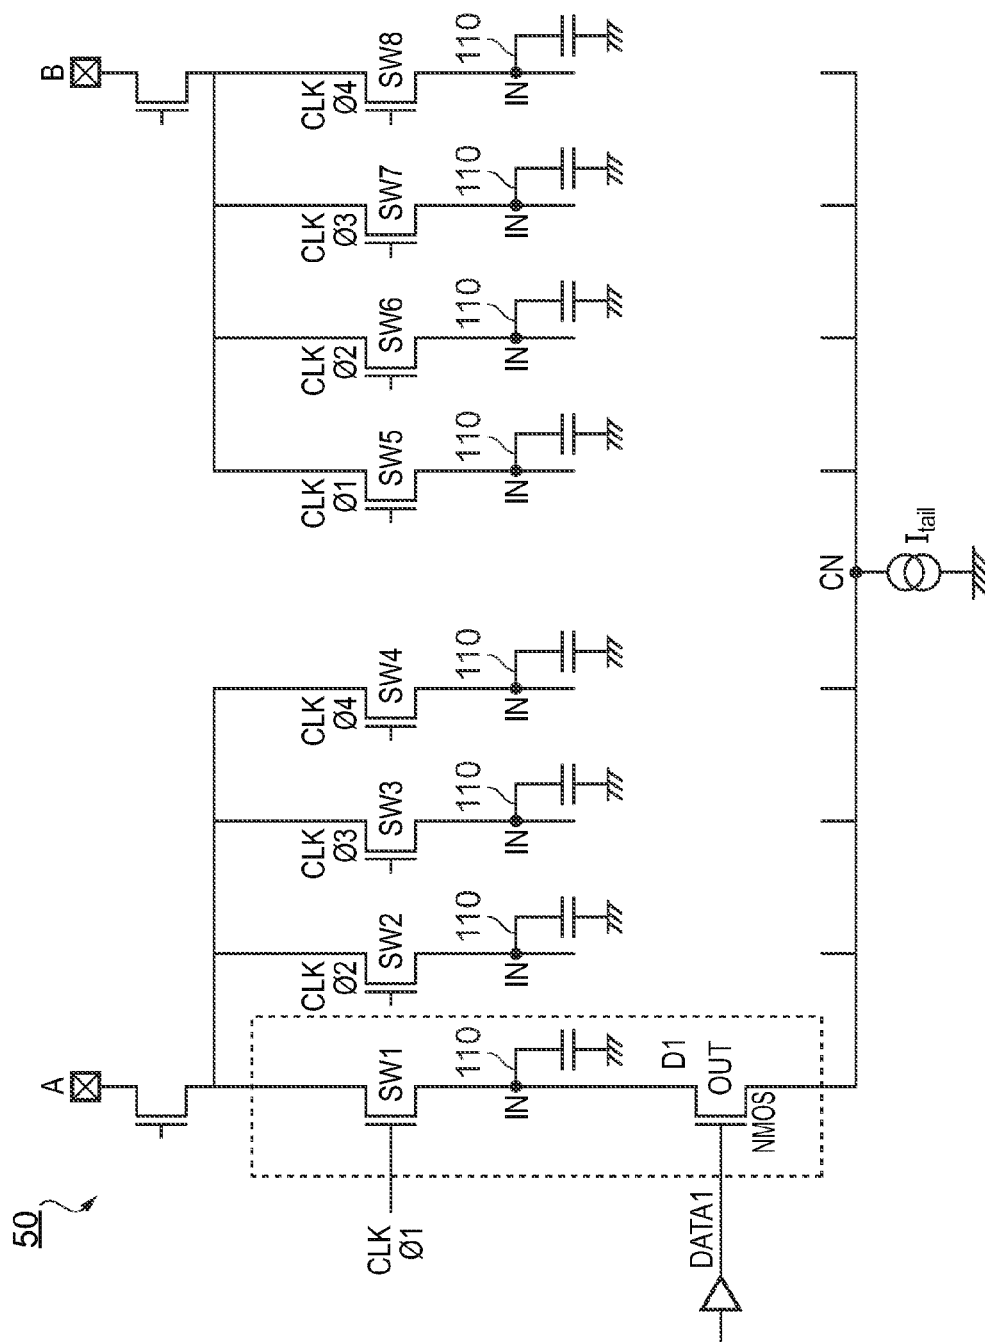 50
A
B
CLK
Ø1
SW1
CLK
Ø2
SW2
CLK
Ø3
SW3
CLK
Ø4
SW4
CLK
Ø1
SW5
CLK
Ø2
SW6
CLK
Ø3
SW7
CLK
Ø4
SW8
IN
110
IN
110
IN
110
IN
110
IN
110
IN
110
IN
110
IN
110
DATA1
NMOS
D1
OUT
CN
Itail